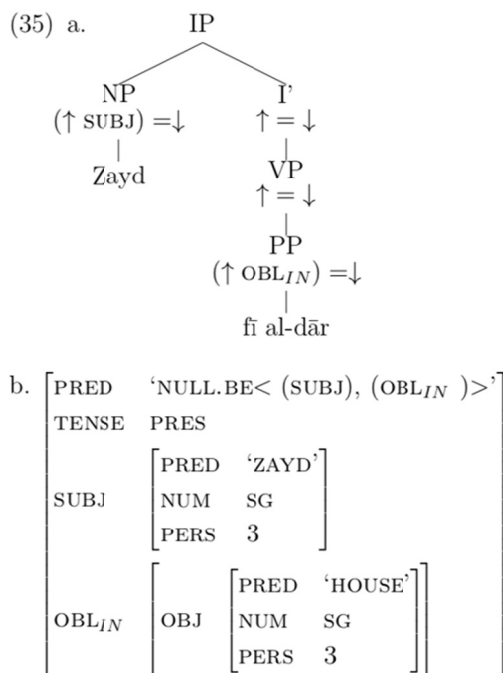 (35) a. IP
NP I’
(↑ SUBJ) =↓ ↑ = ↓
Zayd VP
↑ = ↓
PP
(↑ OBL_IN) =↓
fī al-dār
b. PRED ‘NULL.BE< (SUBJ), (OBL_IN )>’
TENSE PRES
PRED ‘ZAYD’
SUBJ NUM SG
PERS 3
PRED ‘HOUSE’
OBL_IN OBJ NUM SG
PERS 3